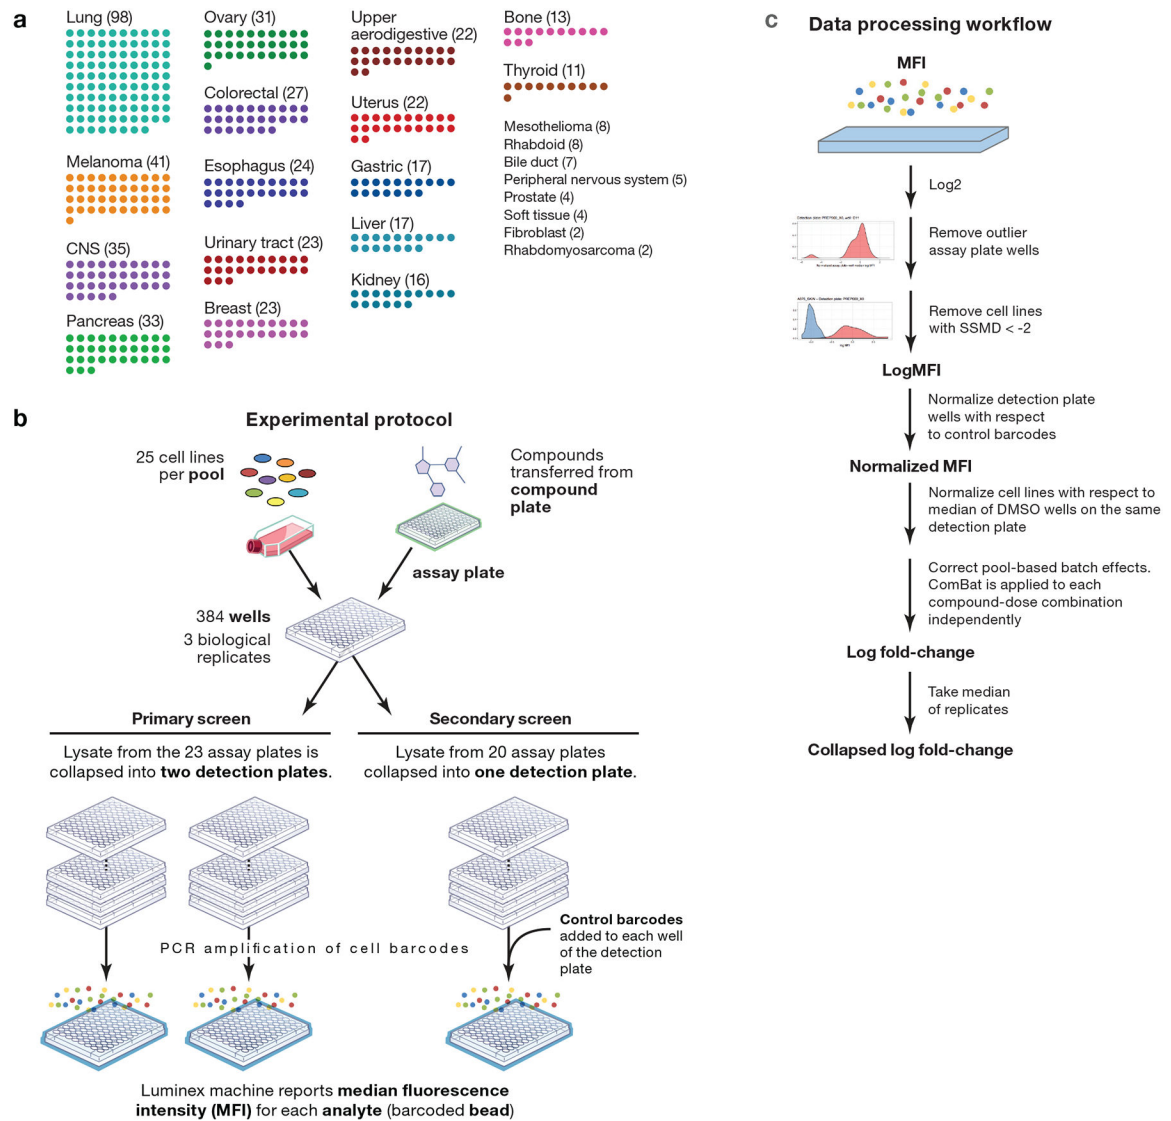 a
Lung (98)
Melanoma (41)
CNS (35)
Pancreas (33)
Ovary (31)
Colorectal (27)
Esophagus (24)
Urinary tract (23)
Breast (23)
Upper
aerodigestive (22)
Uterus (22)
Gastric (17)
Liver (17)
Kidney (16)
Bone (13)
Thyroid (11)
Mesothelioma (8)
Rhabdoid (8)
Bile duct (7)
Peripheral nervous system (5)
Prostate (4)
Soft tissue (4)
Fibroblast (2)
Rhabdomyosarcoma (2)
b
Experimental protocol
25 cell lines
per pool
Compounds
transferred from
compound
plate
assay plate
384 wells
3 biological
replicates
Primary screen
Lysate from the 23 assay plates is
collapsed into two detection plates.
Secondary screen
Lysate from 20 assay plates
collapsed into one detection plate.
PCR amplification of cell barcodes
Control barcodes
added to each well
of the detection
plate
Luminex machine reports median fluorescence
intensity (MFI) for each analyte (barcoded bead)
c
Data processing workflow
MFI
Log2
Remove outlier
assay plate wells
Remove cell lines
with SSMD < -2
LogMFI
Normalize detection plate
wells with respect
to control barcodes
Normalized MFI
Normalize cell lines with respect to
median of DMSO wells on the same
detection plate
Correct pool-based batch effects.
ComBat is applied to each
compound-dose combination
independently
Log fold-change
Take median
of replicates
Collapsed log fold-change